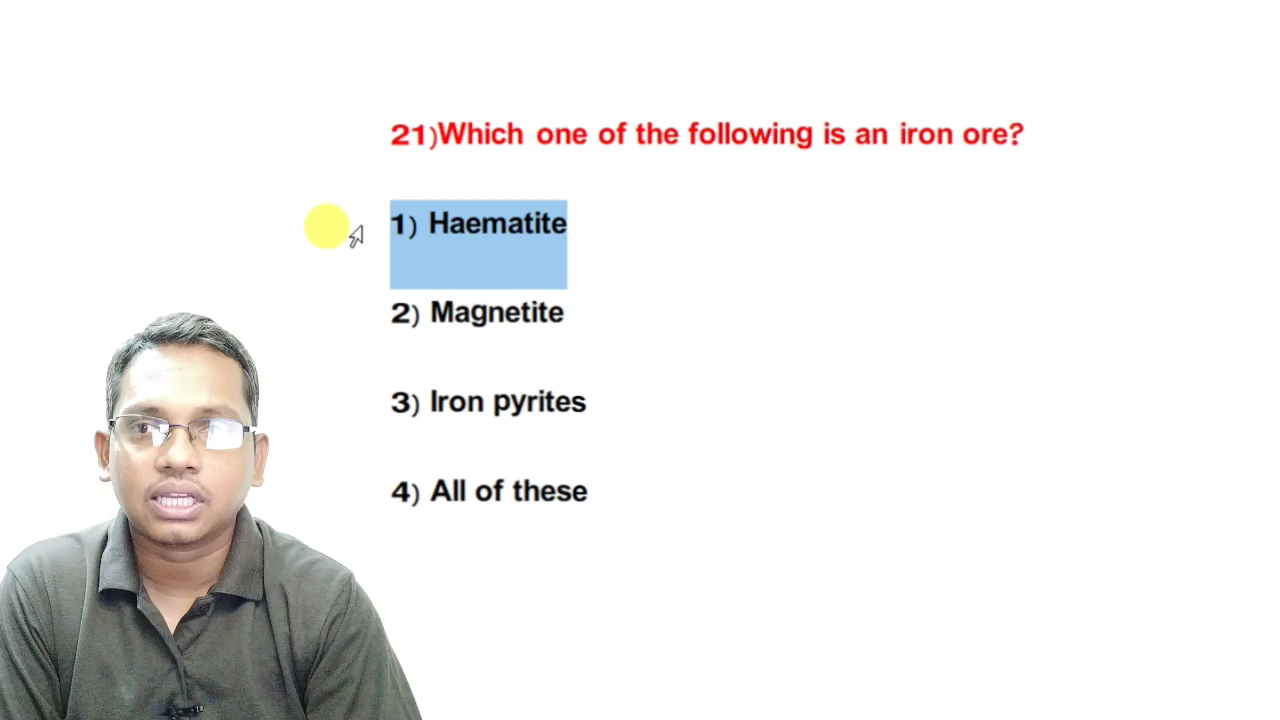 21)Which one of the following is an iron ore?
1) Haematite
2) Magnetite
3) Iron pyrites
4) All of these